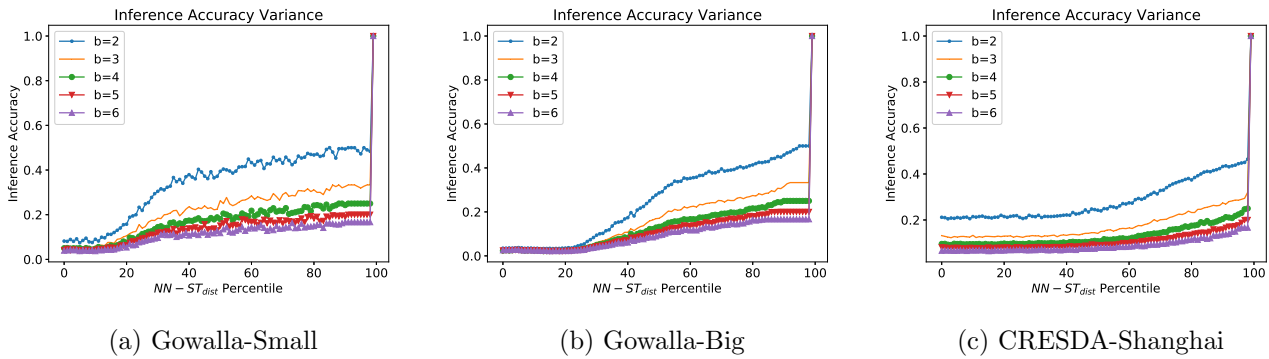 Inference Accuracy Variance
Inference Accuracy
1.0
0.8
0.6
0.4
0.2
0.0
b=2
b=3
b=4
b=5
b=6
0 20 40 60 80 100
NN − ST_dist Percentile
(a) Gowalla-Small
Inference Accuracy Variance
Inference Accuracy
1.0
0.8
0.6
0.4
0.2
0.0
b=2
b=3
b=4
b=5
b=6
0 20 40 60 80 100
NN − ST_dist Percentile
(b) Gowalla-Big
Inference Accuracy Variance
Inference Accuracy
1.0
0.8
0.6
0.4
0.2
b=2
b=3
b=4
b=5
b=6
0 20 40 60 80 100
NN − ST_dist Percentile
(c) CRESDA-Shanghai